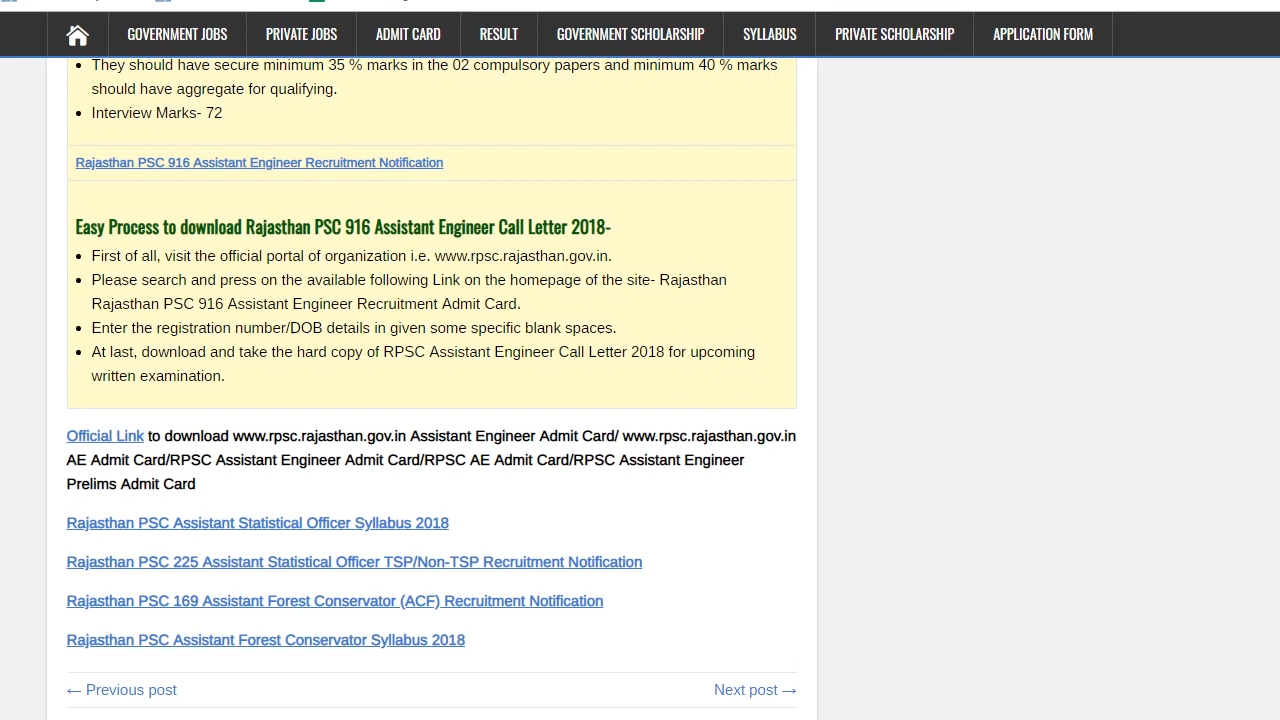 GOVERNMENT JOBS PRIVATE JOBS ADMIT CARD RESULT GOVERNMENT SCHOLARSHIP SYLLABUS PRIVATE SCHOLARSHIP APPLICATION FORM
They should have secure minimum 35 % marks in the 02 compulsory papers and minimum 40 % marks
should have aggregate for qualifying.
Interview Marks- 72
Rajasthan PSC 916 Assistant Engineer Recruitment Notification
Easy Process to download Rajasthan PSC 916 Assistant Engineer Call Letter 2018-
First of all, visit the official portal of organization i.e. www.rpsc.rajasthan.gov.in.
Please search and press on the available following Link on the homepage of the site- Rajasthan
Rajasthan PSC 916 Assistant Engineer Recruitment Admit Card.
Enter the registration number/DOB details in given some specific blank spaces.
At last, download and take the hard copy of RPSC Assistant Engineer Call Letter 2018 for upcoming
written examination.
Official Link to download www.rpsc.rajasthan.gov.in Assistant Engineer Admit Card/ www.rpsc.rajasthan.gov.in
AE Admit Card/RPSC Assistant Engineer Admit Card/RPSC AE Admit Card/RPSC Assistant Engineer
Prelims Admit Card
Rajasthan PSC Assistant Statistical Officer Syllabus 2018
Rajasthan PSC 225 Assistant Statistical Officer TSP/Non-TSP Recruitment Notification
Rajasthan PSC 169 Assistant Forest Conservator (ACF) Recruitment Notification
Rajasthan PSC Assistant Forest Conservator Syllabus 2018
← Previous post Next post →